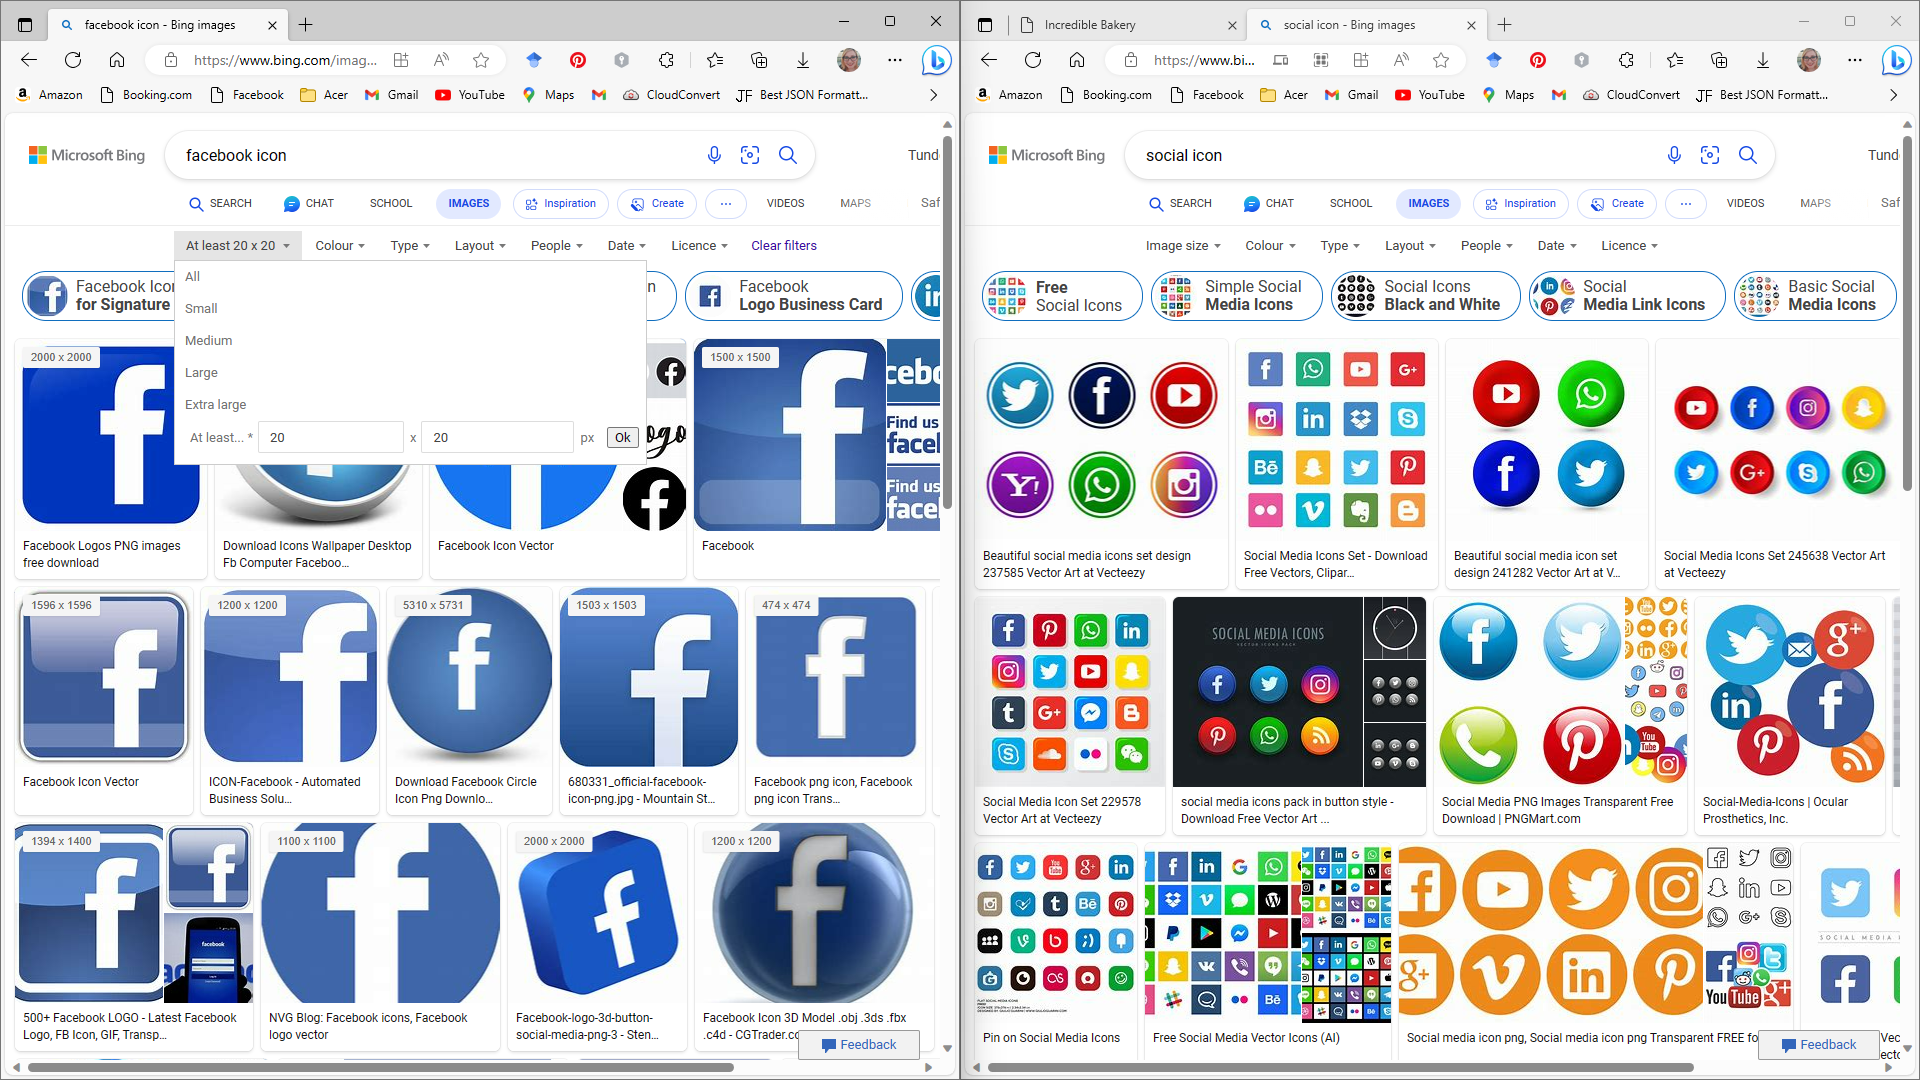 facebook icon - Bing images
https://www.bing.com/imag...
Amazon
Booking.com
Facebook
Acer
Gmail
YouTube
Maps
CloudConvert
Best JSON Formatt...
Microsoft Bing
facebook icon
SEARCH
CHAT
SCHOOL
IMAGES
Inspiration
Create
VIDEOS
MAPS
At least 20 x 20
Colour
Type
Layout
People
Date
Licence
Clear filters
All
Small
Medium
Large
Extra large
At least... *
20
x
20
px
Ok
for Signature
Facebook
Logo Business Card
2000 x 2000
1500 x 1500
Find us
Find us
Facebook Logos PNG images
free download
Download Icons Wallpaper Desktop
Fb Computer Faceboo...
Facebook Icon Vector
Facebook
1596 x 1596
1200 x 1200
5310 x 5731
1503 x 1503
474 x 474
Facebook Icon Vector
ICON-Facebook - Automated
Business Solu...
Download Facebook Circle
Icon Png Downlo...
680331_official-facebook-
icon-png.jpg - Mountain St...
Facebook png icon, Facebook
png icon Trans...
1394 x 1400
1100 x 1100
2000 x 2000
1200 x 1200
facebook
500+ Facebook LOGO - Latest Facebook
Logo, FB Icon, GIF, Transp...
NVG Blog: Facebook icons, Facebook
logo vector
Facebook-logo-3d-button-
social-media-png-3 - Sten...
Facebook Icon 3D Model .obj .3ds .fbx
.c4d - CGTrader.co
Feedback
Incredible Bakery
social icon - Bing images
https://www.bi...
Amazon
Booking.com
Facebook
Acer
Gmail
YouTube
Maps
CloudConvert
Best JSON Formatt...
Microsoft Bing
social icon
SEARCH
CHAT
SCHOOL
IMAGES
Inspiration
Create
VIDEOS
MAPS
Image size
Colour
Type
Layout
People
Date
Licence
Free
Social Icons
Simple Social
Media Icons
Social Icons
Black and White
Social
Media Link Icons
Basic Social
Media Icons
Beautiful social media icons set design
237585 Vector Art at Vecteezy
Social Media Icons Set - Download
Free Vectors, Clipar...
Beautiful social media icon set
design 241282 Vector Art at V...
Social Media Icons Set 245638 Vector Art
at Vecteezy
SOCIAL MEDIA ICONS
Social Media Icon Set 229578
Vector Art at Vecteezy
social media icons pack in button style -
Download Free Vector Art ...
Social Media PNG Images Transparent Free
Download | PNGMart.com
Social-Media-Icons | Ocular
Prosthetics, Inc.
You Tube
Pin on Social Media Icons
Free Social Media Vector Icons (AI)
Social media icon png, Social media icon png Transparent FREE fo
Feedback